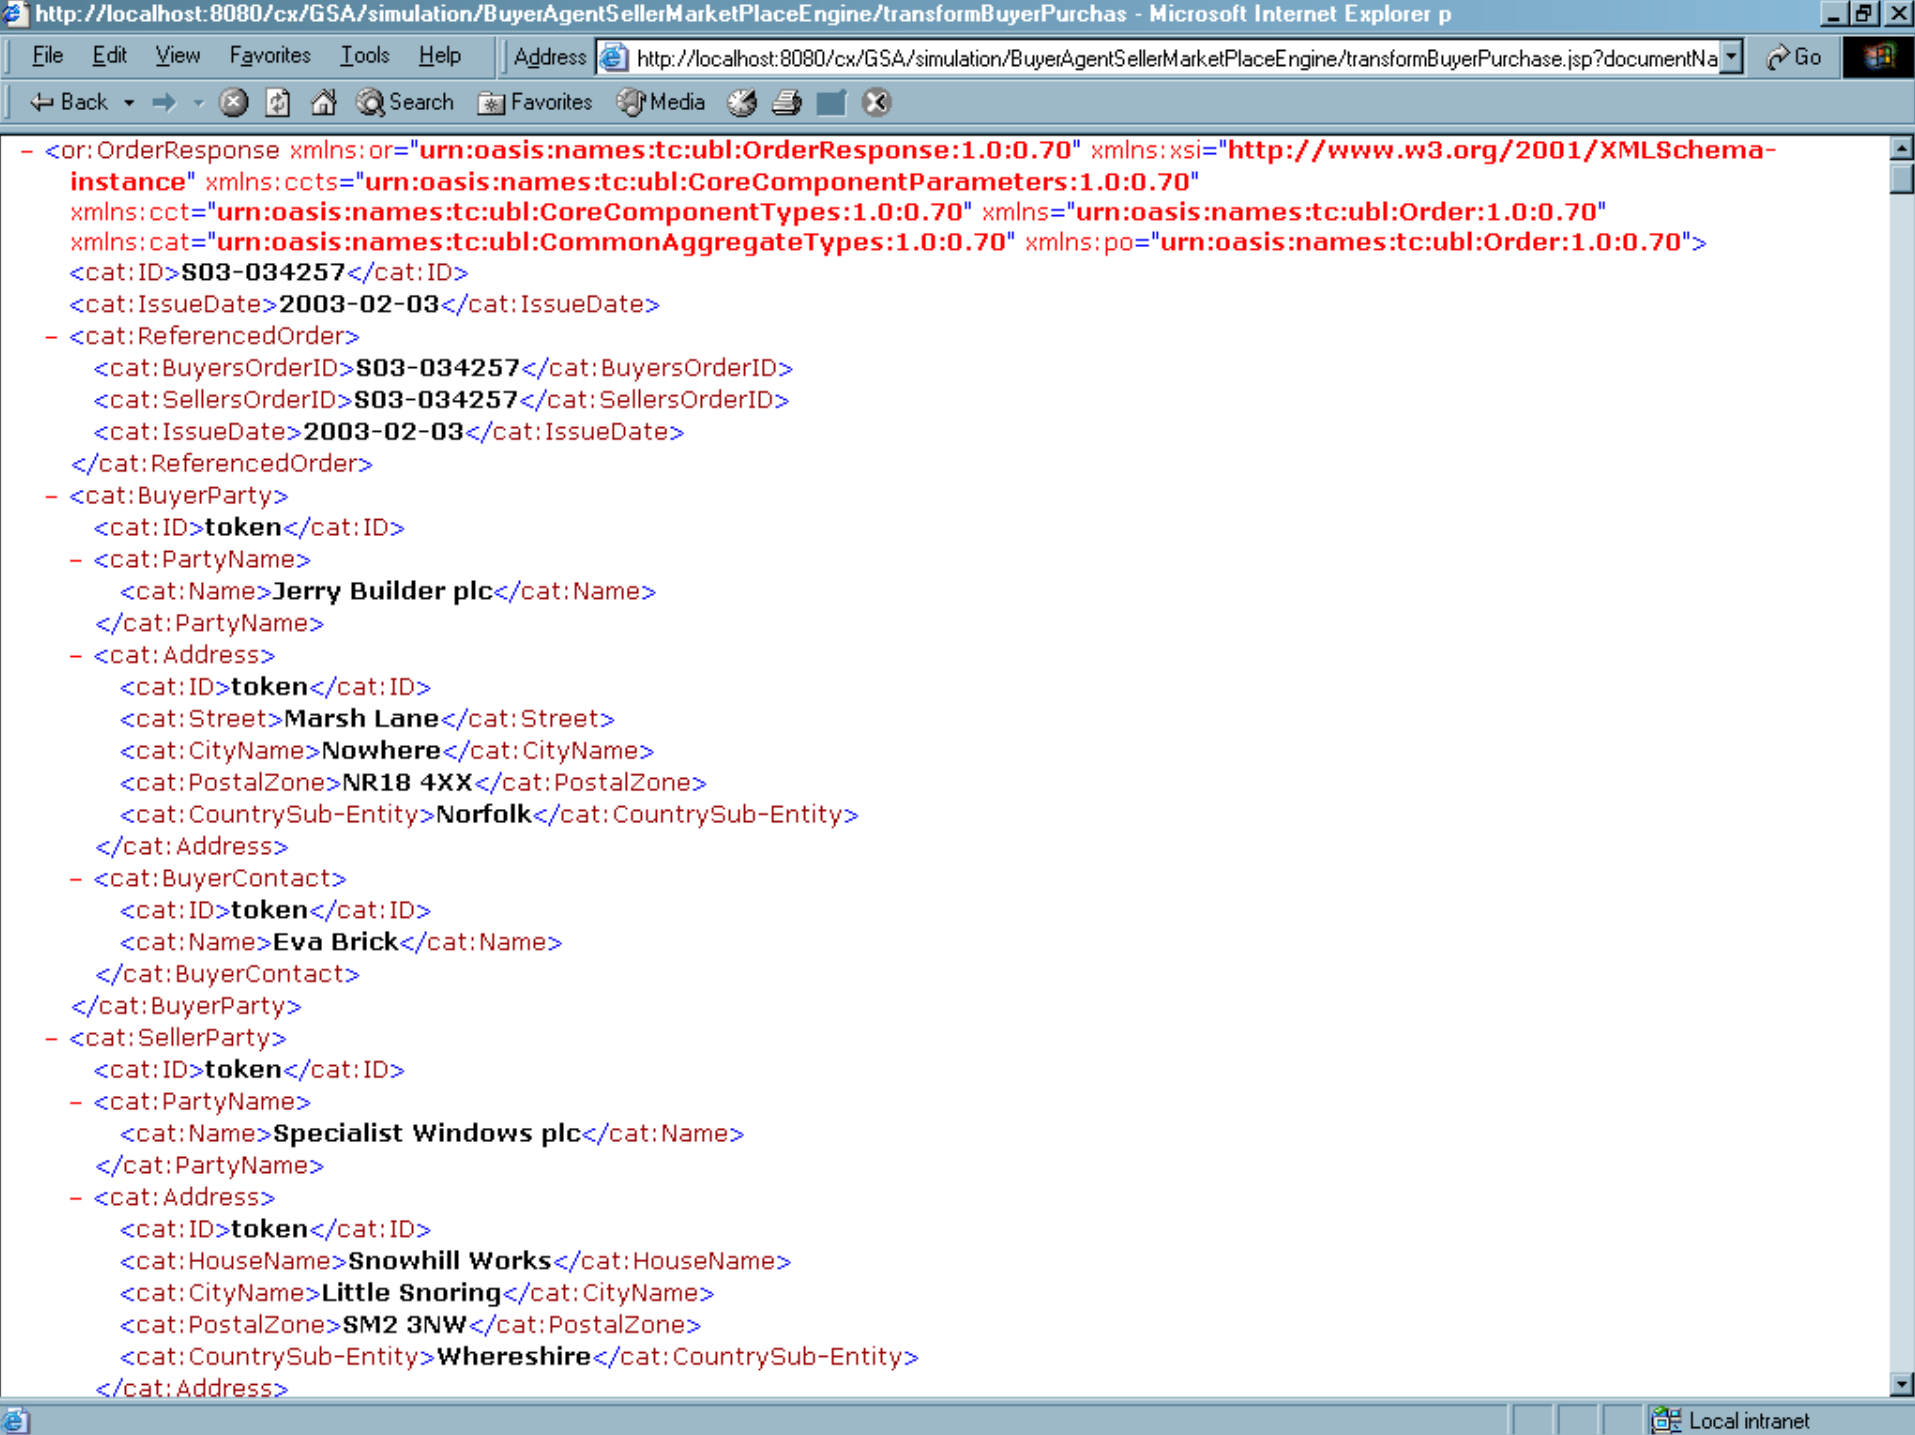 http://localhost:8080/cx/GSA/simulation/BuyerAgentSellerMarketPlaceEngine/transformBuyerPurchas - Microsoft Internet Explorer p
File Edit View Favorites Tools Help Address http://localhost:8080/cx/GSA/simulation/BuyerAgentSellerMarketPlaceEngine/transformBuyerPurchase.jsp?documentNa Go
Back Search Favorites Media
- <or:OrderResponse xmlns:or="urn:oasis:names:tc:ubl:OrderResponse:1.0:0.70" xmlns:xsi="http://www.w3.org/2001/XMLSchema-
instance" xmlns:ccts="urn:oasis:names:tc:ubl:CoreComponentParameters:1.0:0.70"
xmlns:cct="urn:oasis:names:tc:ubl:CoreComponentTypes:1.0:0.70" xmlns="urn:oasis:names:tc:ubl:Order:1.0:0.70"
xmlns:cat="urn:oasis:names:tc:ubl:CommonAggregateTypes:1.0:0.70" xmlns:po="urn:oasis:names:tc:ubl:Order:1.0:0.70">
<cat:ID>S03-034257</cat:ID>
<cat:IssueDate>2003-02-03</cat:IssueDate>
- <cat:ReferencedOrder>
<cat:BuyersOrderID>S03-034257</cat:BuyersOrderID>
<cat:SellersOrderID>S03-034257</cat:SellersOrderID>
<cat:IssueDate>2003-02-03</cat:IssueDate>
</cat:ReferencedOrder>
- <cat:BuyerParty>
<cat:ID>token</cat:ID>
- <cat:PartyName>
<cat:Name>Jerry Builder plc</cat:Name>
</cat:PartyName>
- <cat:Address>
<cat:ID>token</cat:ID>
<cat:Street>Marsh Lane</cat:Street>
<cat:CityName>Nowhere</cat:CityName>
<cat:PostalZone>NR18 4XX</cat:PostalZone>
<cat:CountrySub-Entity>Norfolk</cat:CountrySub-Entity>
</cat:Address>
- <cat:BuyerContact>
<cat:ID>token</cat:ID>
<cat:Name>Eva Brick</cat:Name>
</cat:BuyerContact>
</cat:BuyerParty>
- <cat:SellerParty>
<cat:ID>token</cat:ID>
- <cat:PartyName>
<cat:Name>Specialist Windows plc</cat:Name>
</cat:PartyName>
- <cat:Address>
<cat:ID>token</cat:ID>
<cat:HouseName>Snowhill Works</cat:HouseName>
<cat:CityName>Little Snoring</cat:CityName>
<cat:PostalZone>SM2 3NW</cat:PostalZone>
<cat:CountrySub-Entity>Whereshire</cat:CountrySub-Entity>
</cat:Address>
Local intranet